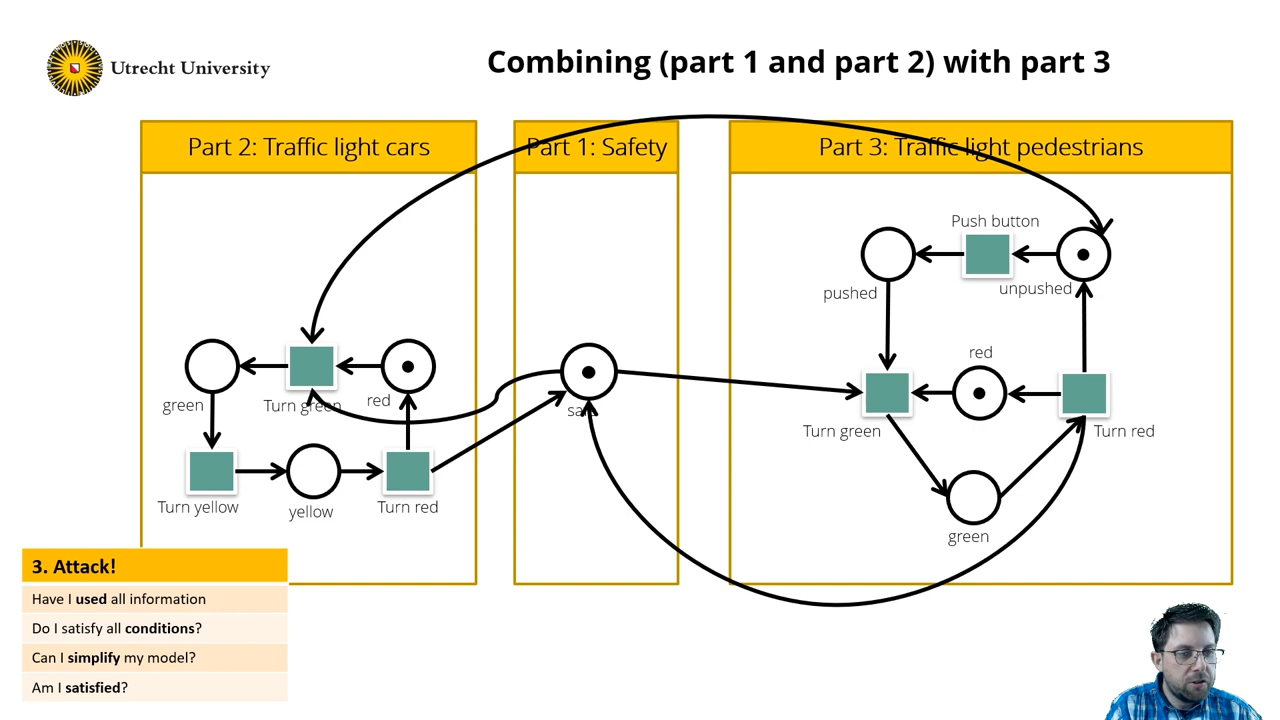 Utrecht University
Combining (part 1 and part 2) with part 3
Part 2: Traffic light cars
Part 1: Safety
Part 3: Traffic light pedestrians
Push button
pushed
unpushed
red
green
Turn green
red
Turn green
Turn red
Turn yellow
yellow
Turn red
green
3. Attack!
Have I used all information
Do I satisfy all conditions?
Can I simplify my model?
Am I satisfied?